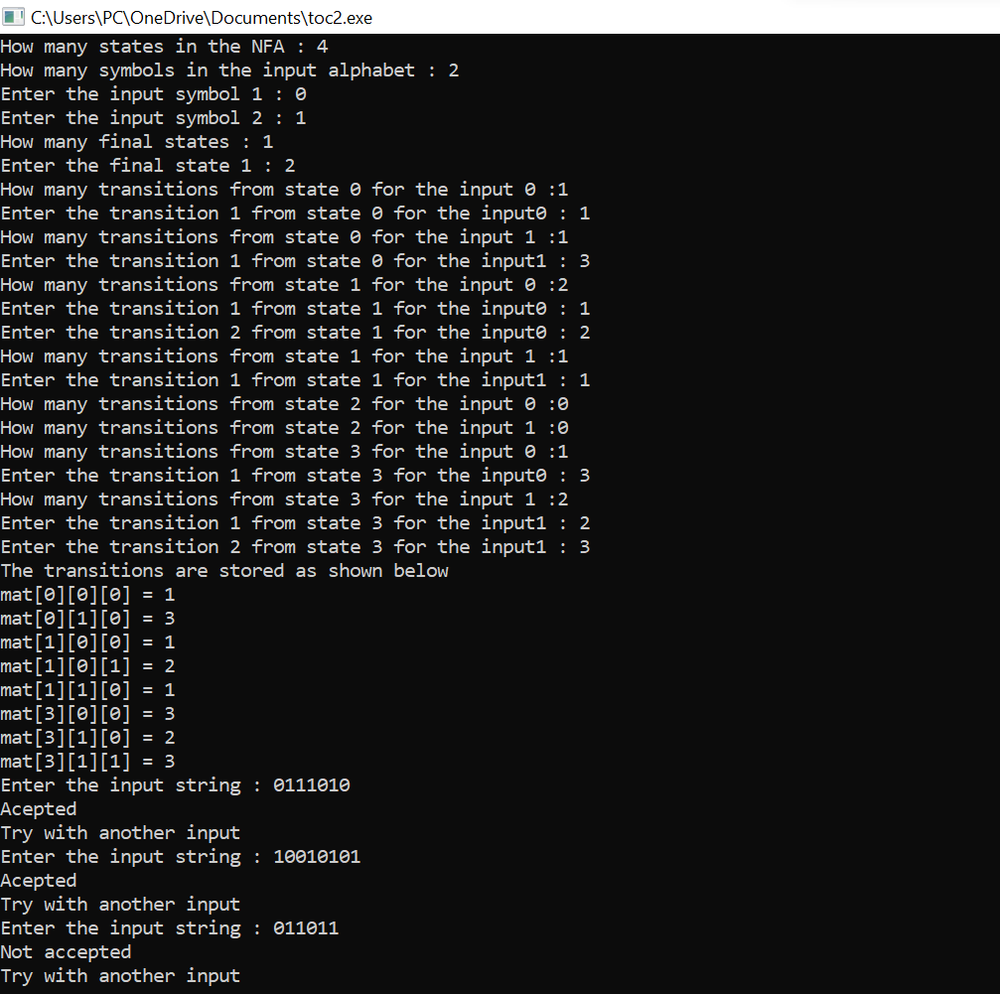 C:\Users\PC\OneDrive\Documents\toc2.exe
How many states in the NFA : 4
How many symbols in the input alphabet : 2
Enter the input symbol 1 : 0
Enter the input symbol 2 : 1
How many final states : 1
Enter the final state 1 : 2
How many transitions from state 0 for the input 0 :1
Enter the transition 1 from state 0 for the input0 : 1
How many transitions from state 0 for the input 1 :1
Enter the transition 1 from state 0 for the input1 : 3
How many transitions from state 1 for the input 0 :2
Enter the transition 1 from state 1 for the input0 : 1
Enter the transition 2 from state 1 for the input0 : 2
How many transitions from state 1 for the input 1 :1
Enter the transition 1 from state 1 for the input1 : 1
How many transitions from state 2 for the input 0 :0
How many transitions from state 2 for the input 1 :0
How many transitions from state 3 for the input 0 :1
Enter the transition 1 from state 3 for the input0 : 3
How many transitions from state 3 for the input 1 :2
Enter the transition 1 from state 3 for the input1 : 2
Enter the transition 2 from state 3 for the input1 : 3
The transitions are stored as shown below
mat[0][0][0] = 1
mat[0][1][0] = 3
mat[1][0][0] = 1
mat[1][0][1] = 2
mat[1][1][0] = 1
mat[3][0][0] = 3
mat[3][1][0] = 2
mat[3][1][1] = 3
Enter the input string : 0111010
Acepted
Try with another input
Enter the input string : 10010101
Acepted
Try with another input
Enter the input string : 011011
Not accepted
Try with another input